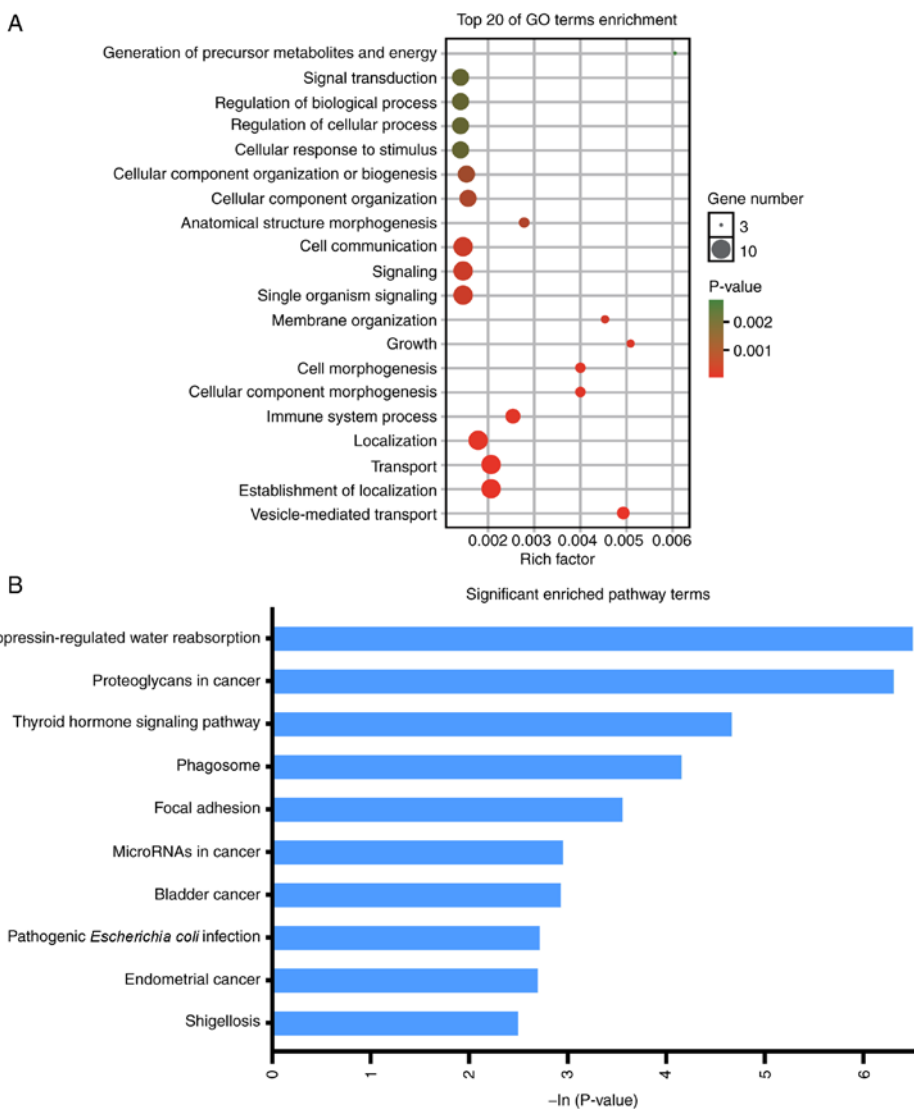 A
Top 20 of GO terms enrichment
Generation of precursor metabolites and energy
Signal transduction
Regulation of biological process
Regulation of cellular process
Cellular response to stimulus
Cellular component organization or biogenesis
Cellular component organization
Anatomical structure morphogenesis
Cell communication
Signaling
Single organism signaling
Membrane organization
Growth
Cell morphogenesis
Cellular component morphogenesis
Immune system process
Localization
Transport
Establishment of localization
Vesicle-mediated transport
0.002 0.003 0.004 0.005 0.006
Rich factor
Gene number
3
10
P-value
0.002
0.001
B
Significant enriched pathway terms
opressin-regulated water reabsorption
Proteoglycans in cancer
Thyroid hormone signaling pathway
Phagosome
Focal adhesion
MicroRNAs in cancer
Bladder cancer
Pathogenic Escherichia coli infection
Endometrial cancer
Shigellosis
0 1 2 3 4 5 6
–In (P-value)